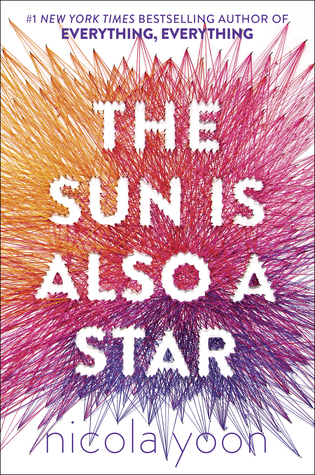 #1 NEW YORK TIMES BESTSELLING AUTHOR OF
EVERYTHING, EVERYTHING
THE
SUN IS
ALSO A
STAR
nicola yoon